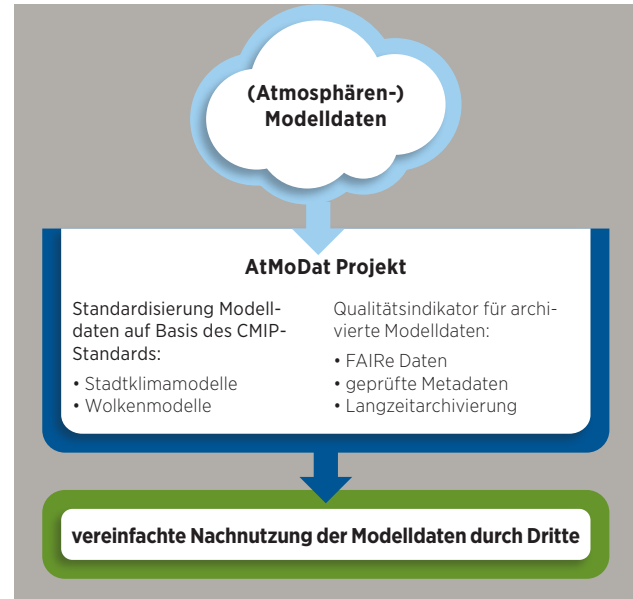 (Atmosphären-)
Modelldaten
AtMoDat Projekt
Standardisierung Modell-
daten auf Basis des CMIP-
Standards:
• Stadtklimamodelle
• Wolkenmodelle
Qualitätsindikator für archi-
vierte Modelldaten:
• FAIRe Daten
• geprüfte Metadaten
• Langzeitarchivierung
vereinfachte Nachnutzung der Modelldaten durch Dritte